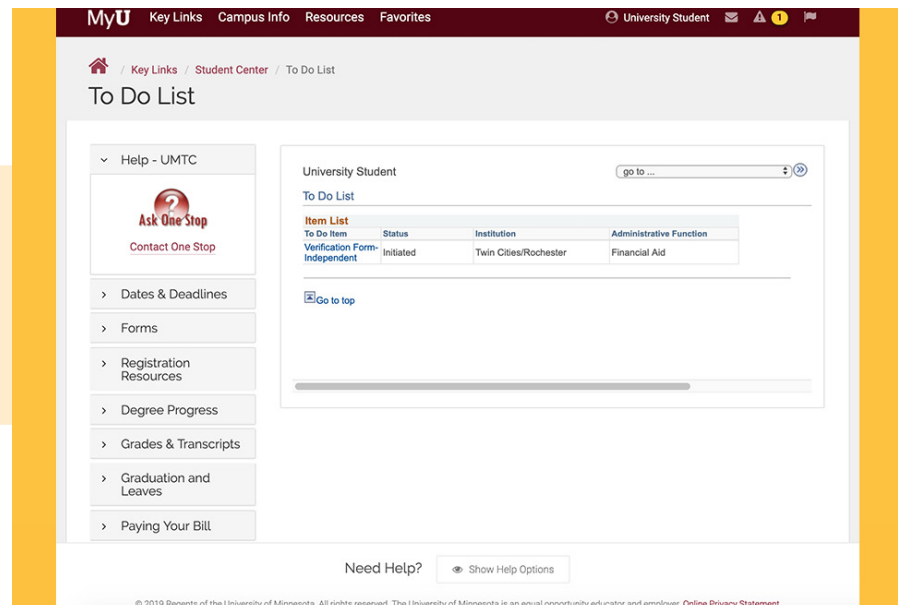 MyU Key Links Campus Info Resources Favorites University Student 1
/ Key Links / Student Center / To Do List
To Do List
Help - UMTC
?
Ask One Stop
Contact One Stop
Dates & Deadlines
Forms
Registration
Resources
Degree Progress
Grades & Transcripts
Graduation and
Leaves
Paying Your Bill
University Student go to ...
To Do List
Item List
To Do Item Status Institution Administrative Function
Verification Form-
Independent Initiated Twin Cities/Rochester Financial Aid
Go to top
Need Help? Show Help Options
© 2019 Regents of the University of Minnesota. All rights reserved. The University of Minnesota is an equal opportunity educator and employer. Online Privacy Statement